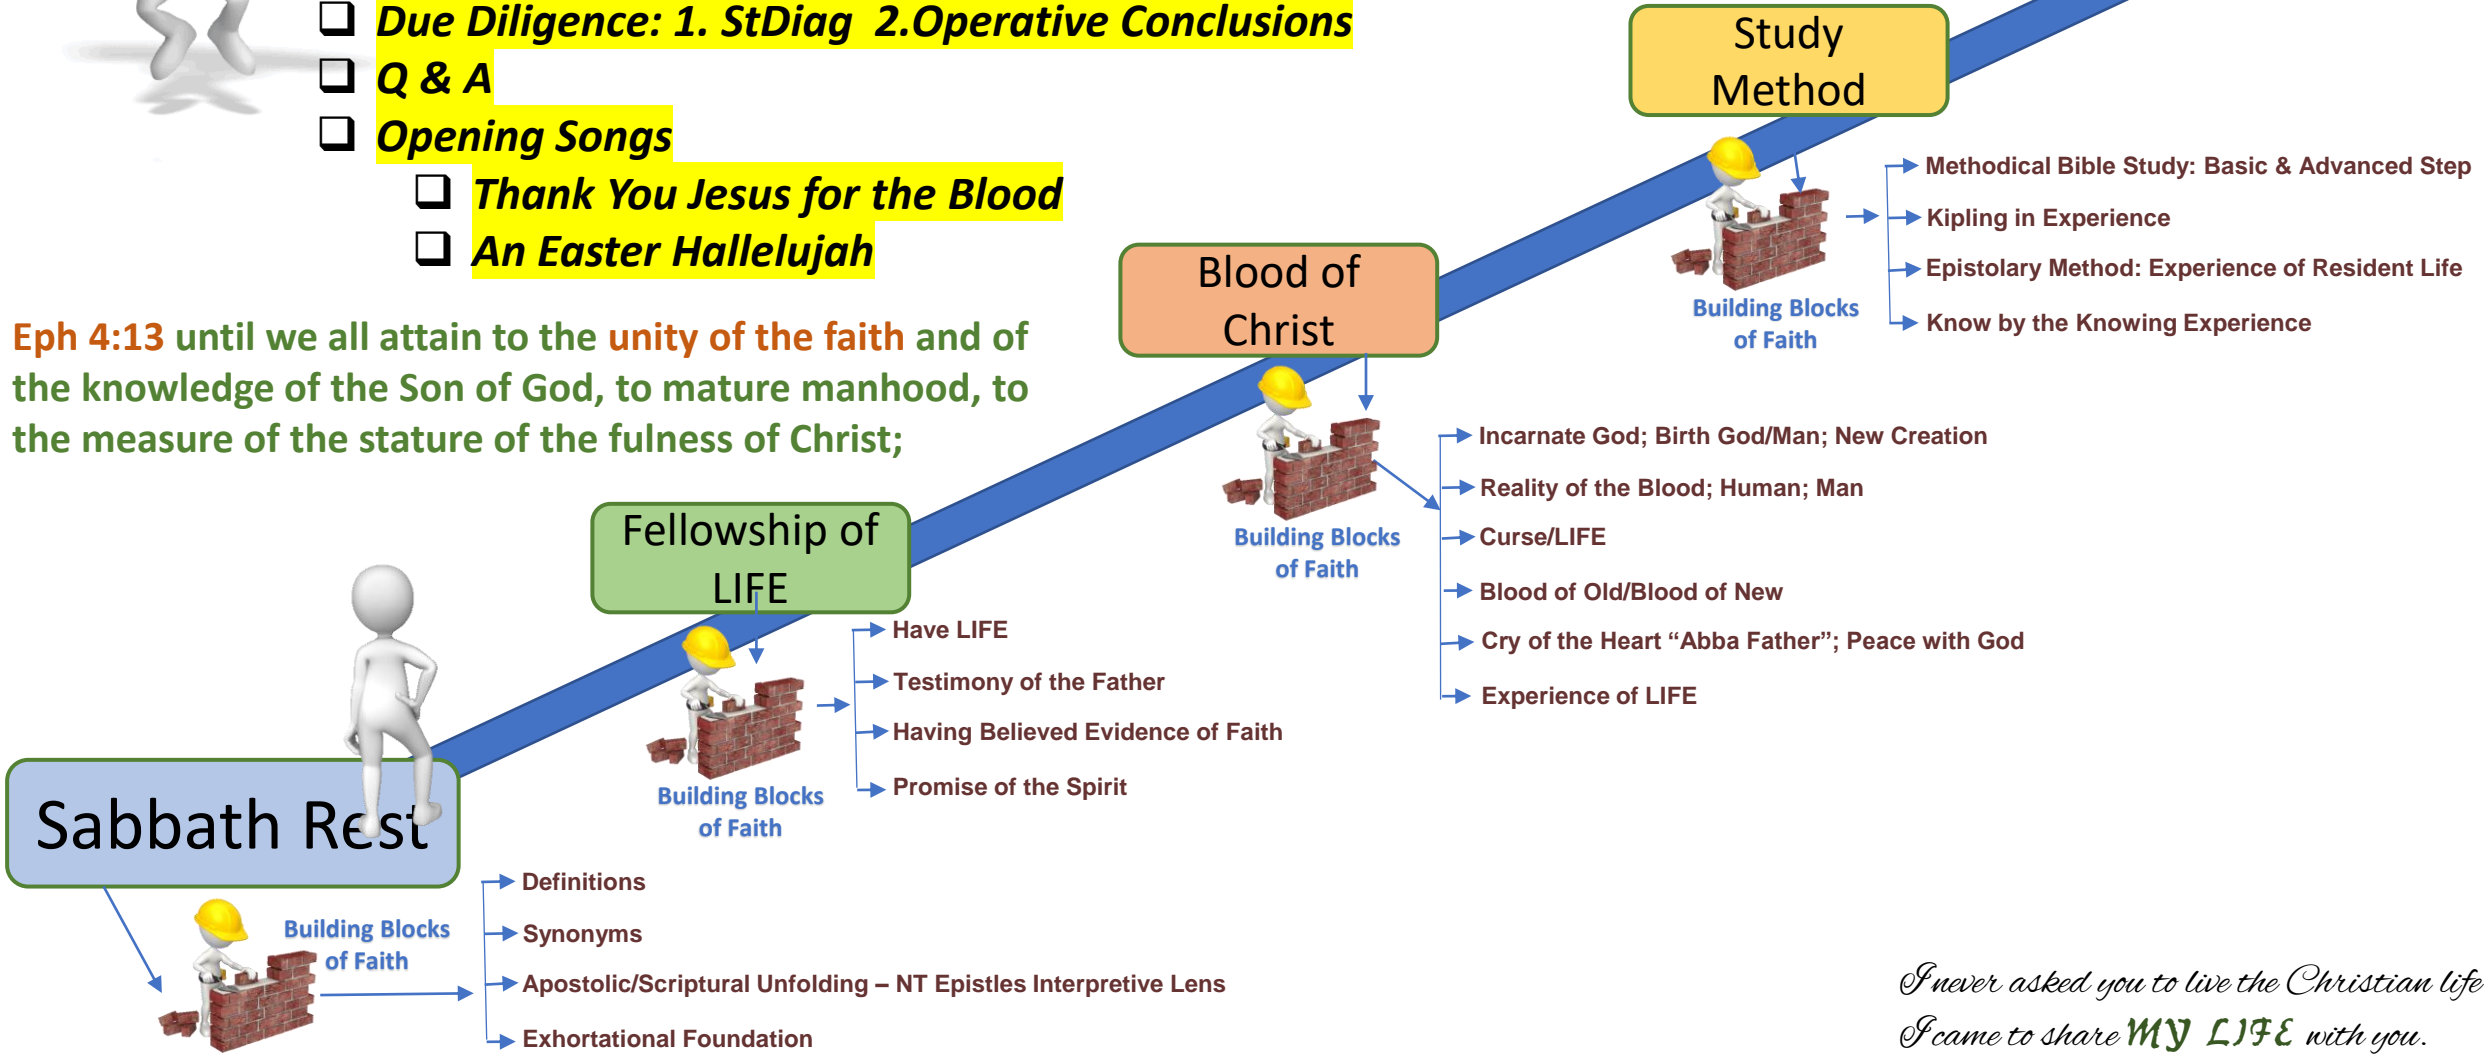 Due Diligence: 1. StDiag 2.Operative Conclusions
Q & A
Opening Songs
Thank You Jesus for the Blood
An Easter Hallelujah
Eph 4:13 until we all attain to the unity of the faith and of
the knowledge of the Son of God, to mature manhood, to
the measure of the stature of the fulness of Christ;
Study
Method
Building Blocks
of Faith
Methodical Bible Study: Basic & Advanced Step
Kipling in Experience
Epistolary Method: Experience of Resident Life
Know by the Knowing Experience
Blood of
Christ
Building Blocks
of Faith
Incarnate God; Birth God/Man; New Creation
Reality of the Blood; Human; Man
Curse/LIFE
Blood of Old/Blood of New
Cry of the Heart “Abba Father”; Peace with God
Experience of LIFE
Fellowship of
LIFE
Building Blocks
of Faith
Have LIFE
Testimony of the Father
Having Believed Evidence of Faith
Promise of the Spirit
Sabbath Rest
Building Blocks
of Faith
Definitions
Synonyms
Apostolic/Scriptural Unfolding – NT Epistles Interpretive Lens
Exhortational Foundation
I never asked you to live the Christian life
I came to share MY LIFE with you.